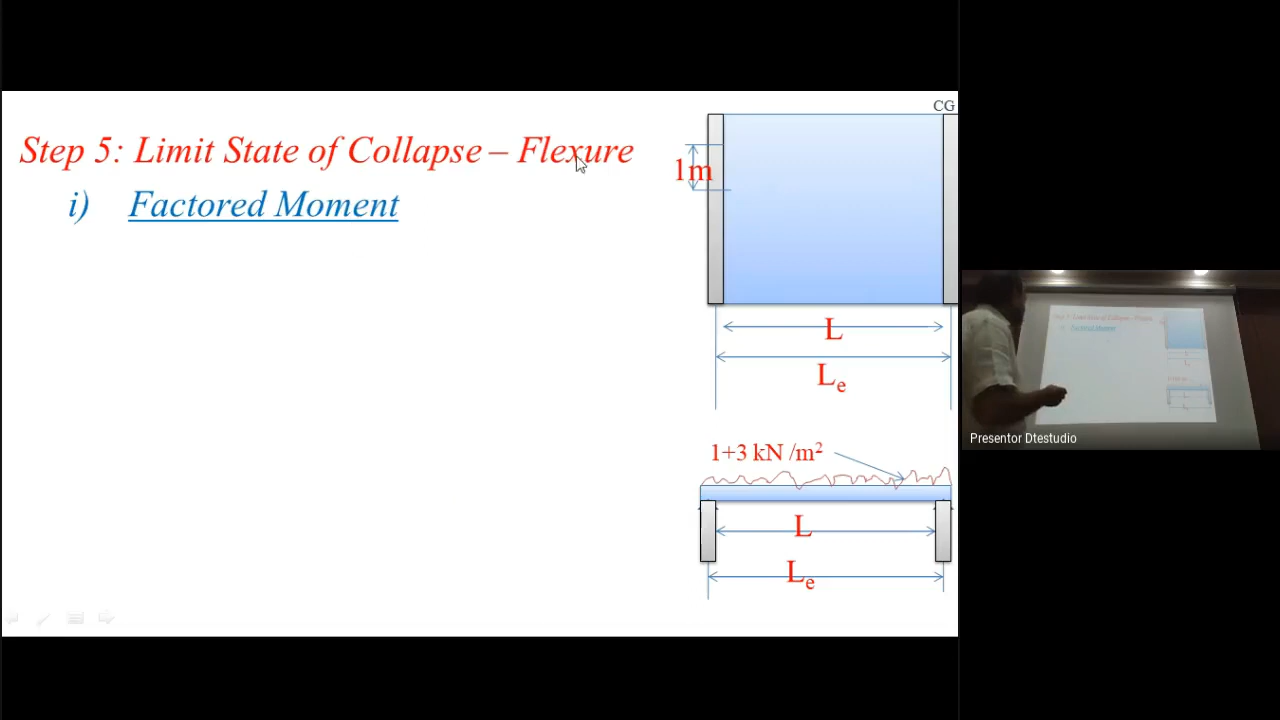 CG
Step 5: Limit State of Collapse – Flexure
i) Factored Moment
1m
L
Le
1+3 kN /m²
L
Le
Presentor Dtestudio